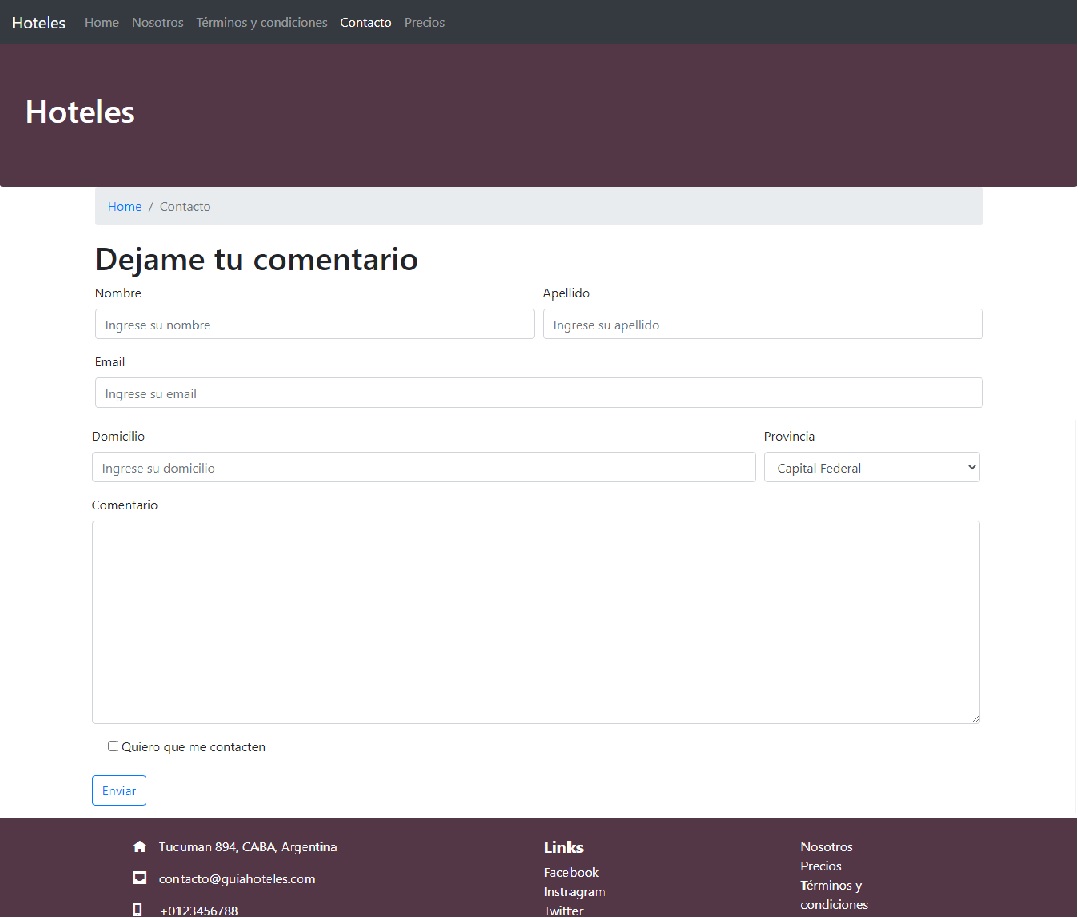 Hoteles Home Nosotros Términos y condiciones Contacto Precios
Hoteles
Home / Contacto
Dejame tu comentario
Nombre Apellido
Ingrese su nombre Ingrese su apellido
Email
Ingrese su email
Domicilio Provincia
Ingrese su domicilio Capital Federal
Comentario
Quiero que me contacten
Enviar
Tucuman 894, CABA, Argentina
contacto@guiahoteles.com
+0123456788
Links
Facebook
Instragram
Twitter
Nosotros
Precios
Términos y
condiciones